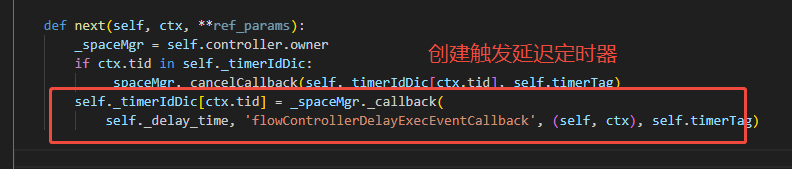 def next(self, ctx, **ref_params):
_spaceMgr = self.controller.owner
if ctx.tid in self._timerIdDic:
创建触发延迟定时器
_spaceMgr._cancelCallback(self._timerIdDic[ctx.tid], self.timerTag)
self._timerIdDic[ctx.tid] = _spaceMgr._callback(
self._delay_time, 'flowControllerDelayExecEventCallback', (self, ctx), self.timerTag)